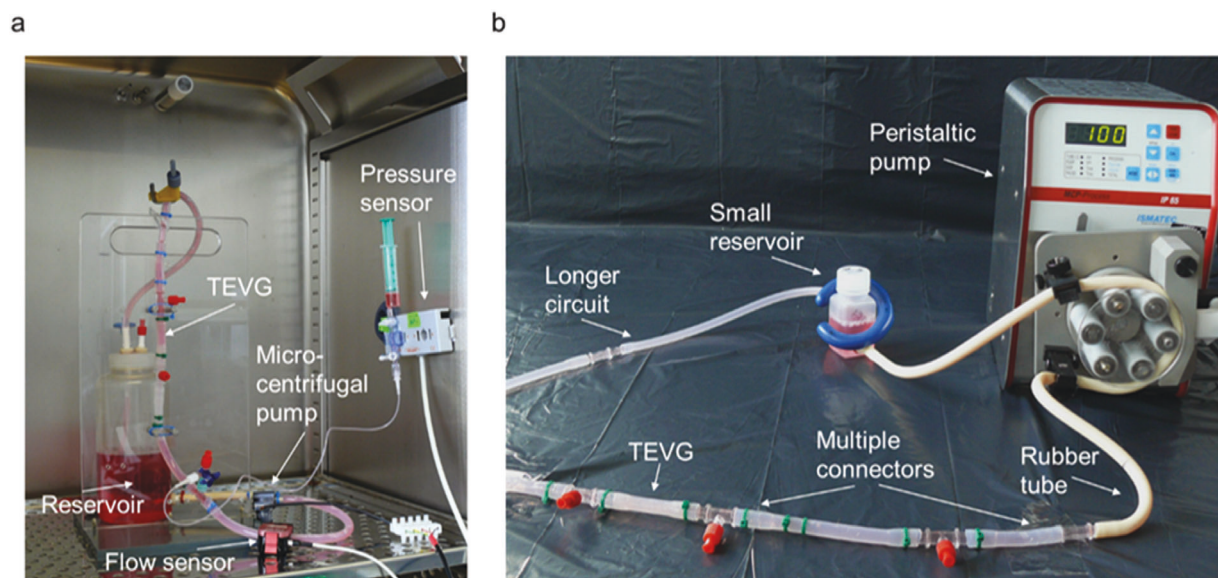 a
b
Pressure
sensor
TEVG
Micro-
centrifugal
pump
Reservoir
Flow sensor
Peristaltic
pump
100
IP 65
ISMATEC
Small
reservoir
Longer
circuit
TEVG
Multiple
connectors
Rubber
tube